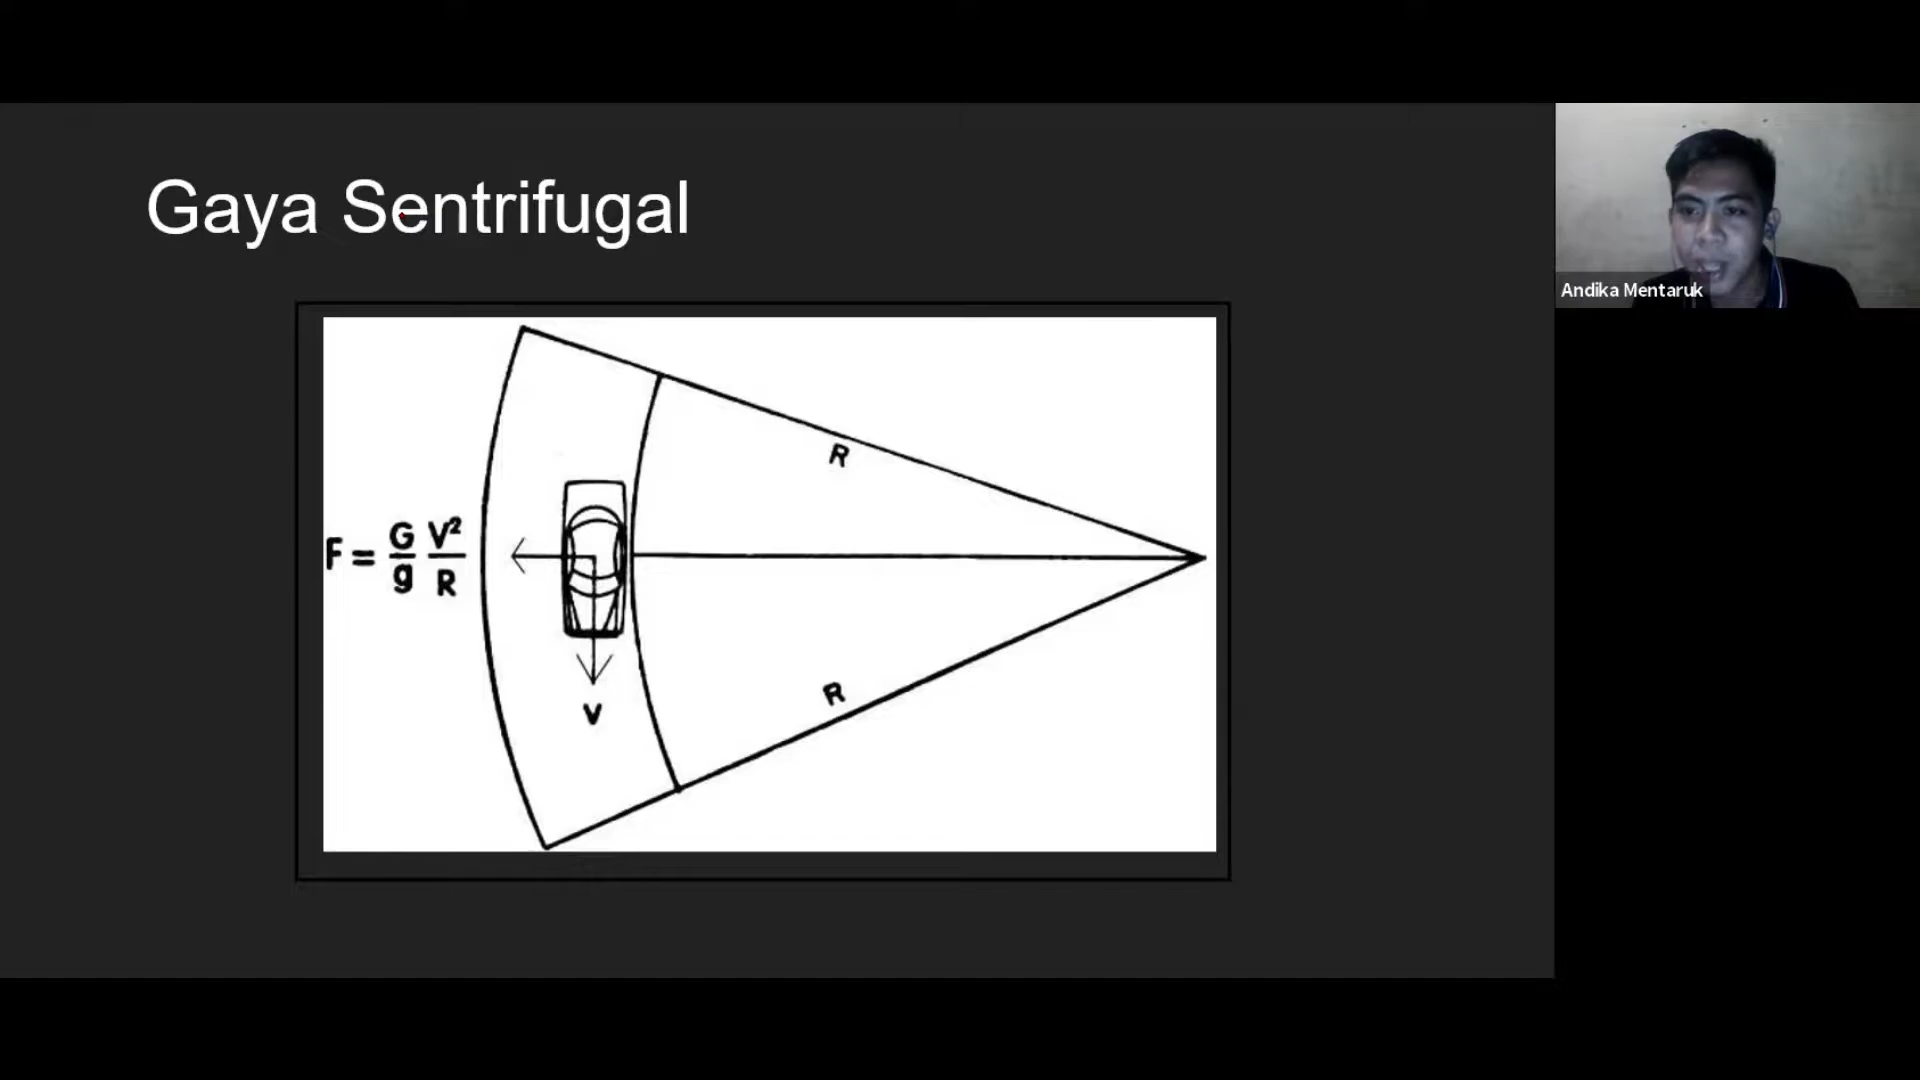 Gaya Sentrifugal
Andika Mentaruk
R
F = G/g V²/R
R
V